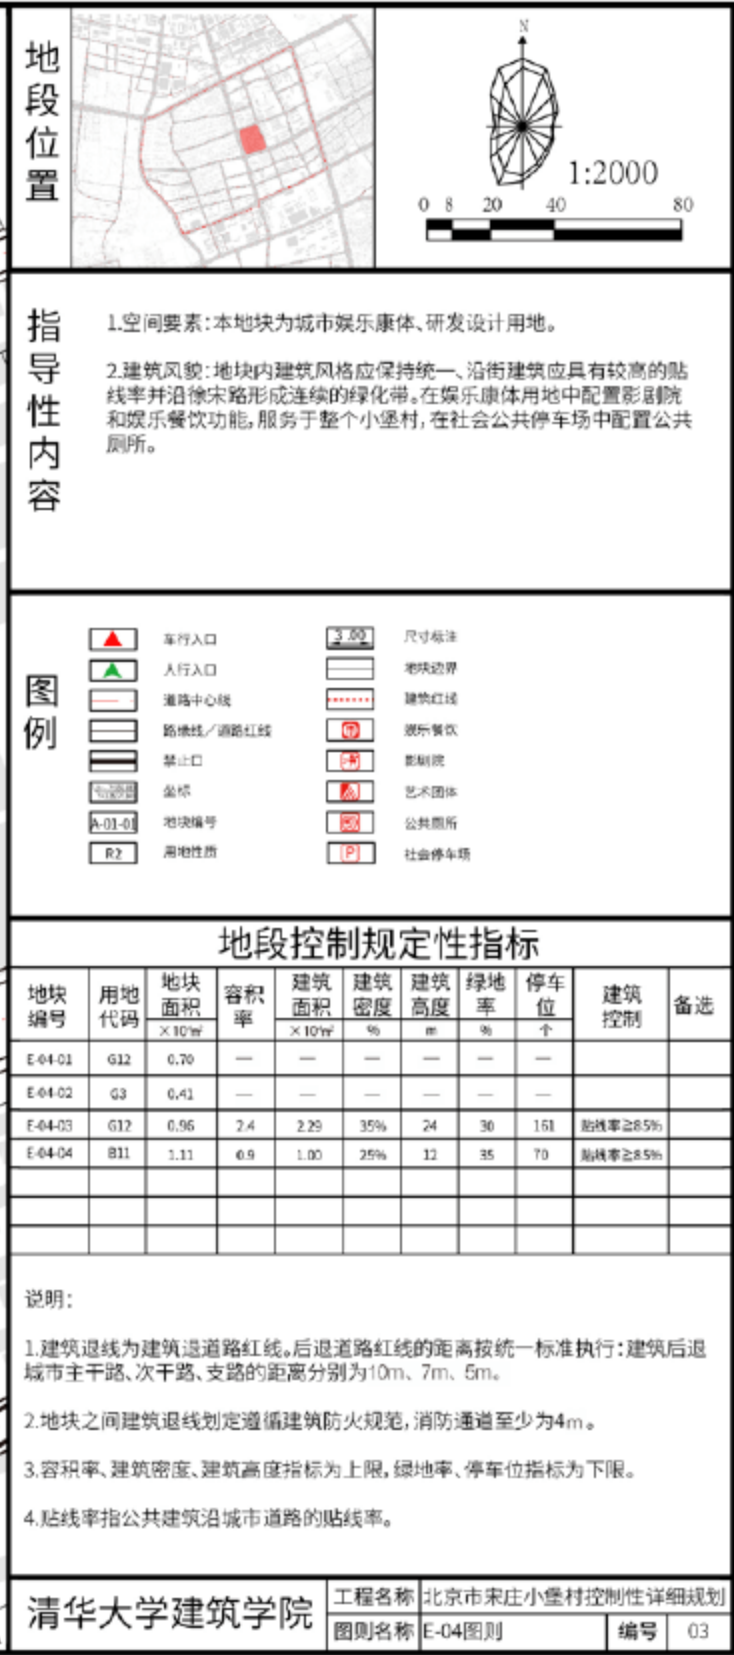 地段位置
N
1:2000
0 8 20 40 80
指导性内容
1.空间要素:本地块为城市娱乐康体、研发设计用地。
2.建筑风貌:地块内建筑风格应保持统一、沿街建筑应具有较高的贴
线率并沿徐宋路形成连续的绿化带。在娱乐康体用地中配置影剧院
和娱乐餐饮功能,服务于整个小堡村,在社会公共停车场中配置公共
厕所。
图例
车行入口
3.00 尺寸标注
人行入口
地块边界
道路中心线
建筑红线
路缘线/道路红线
娱乐餐饮
禁止口
影剧院
坐标
艺术团体
A-01-01 地块编号
公共厕所
R2 用地性质
P 社会停车场
地段控制规定性指标
地块编号 用地代码 地块面积 容积率 建筑面积 建筑密度 建筑高度 绿地率 停车位 建筑控制 备选
×10⁴㎡ ×10⁴㎡ % m % 个
E-04-01 G12 0.70 — — — — — —
E-04-02 G3 0.41 — — — — — —
E-04-03 G12 0.96 2.4 2.29 35% 24 30 161 贴线率≧85%
E-04-04 B11 1.11 0.9 1.00 25% 12 35 70 贴线率≧85%
说明:
1.建筑退线为建筑退道路红线。后退道路红线的距离按统一标准执行:建筑后退
城市主干路、次干路、支路的距离分别为10m、7m、5m。
2.地块之间建筑退线划定遵循建筑防火规范,消防通道至少为4m。
3.容积率、建筑密度、建筑高度指标为上限,绿地率、停车位指标为下限。
4.贴线率指公共建筑沿城市道路的贴线率。
清华大学建筑学院
工程名称 北京市宋庄小堡村控制性详细规划
图则名称 E-04图则 编号 03